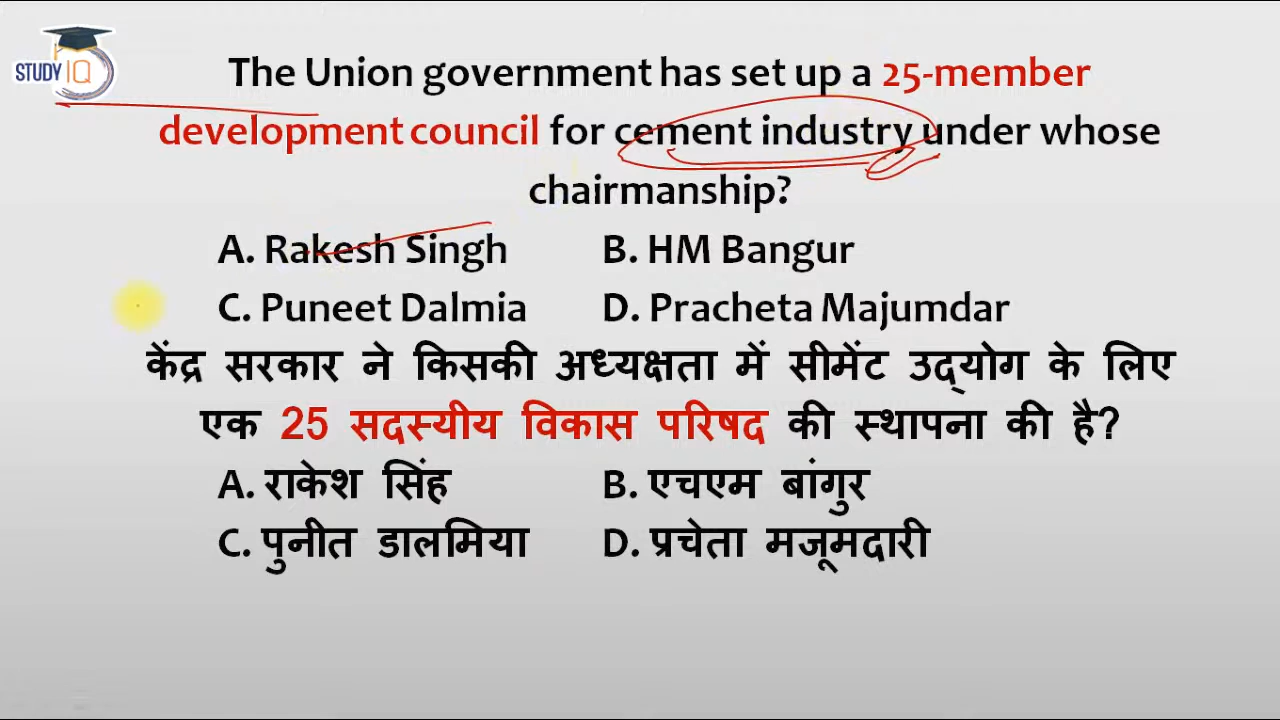 STUDY IQ
The Union government has set up a 25-member
development council for cement industry under whose
chairmanship?
A. Rakesh Singh B. HM Bangur
C. Puneet Dalmia D. Pracheta Majumdar
केंद्र सरकार ने किसकी अध्यक्षता में सीमेंट उद्‌योग के लिए
एक 25 सदस्यीय विकास परिषद की स्थापना की है?
A. राकेश सिंह B. एचएम बांगुर
C. पुनीत डालमिया D. प्रचेता मजूमदारी